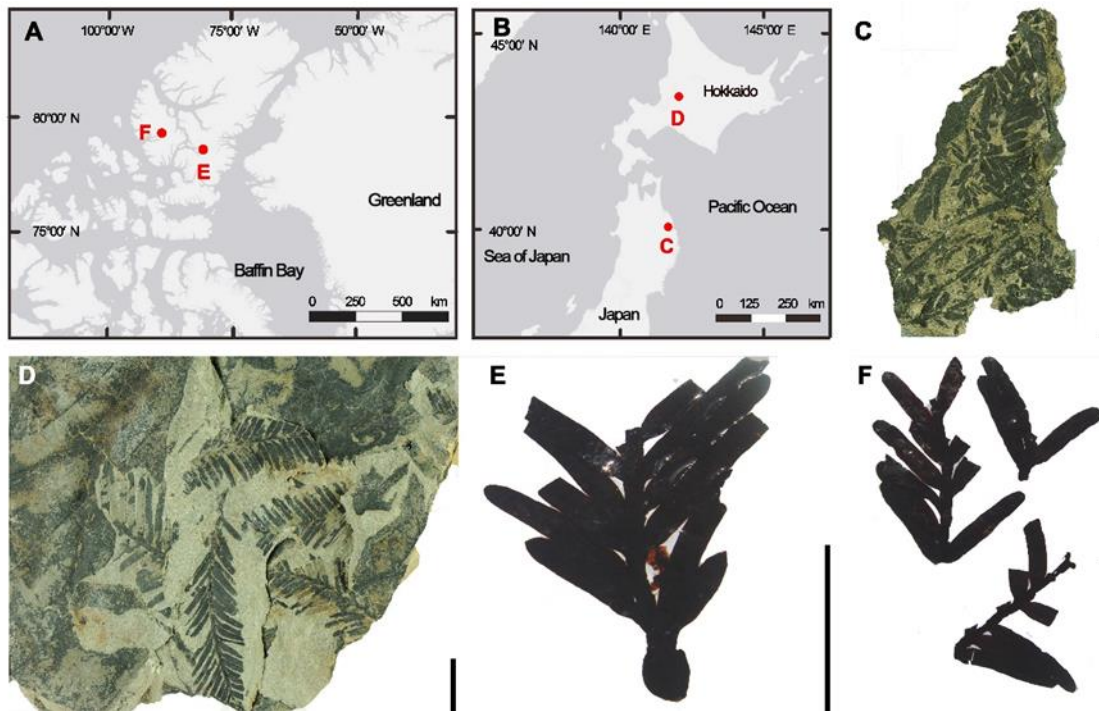 A
100°00' W
75°00' W
50°00' W
80°00' N
F
E
Greenland
75°00' N
Baffin Bay
0 250 500 km
B
140°00' E
145°00' E
45°00' N
Hokkaido
D
Pacific Ocean
40°00' N
C
Sea of Japan
Japan
0 125 250 km
C
D
E
F